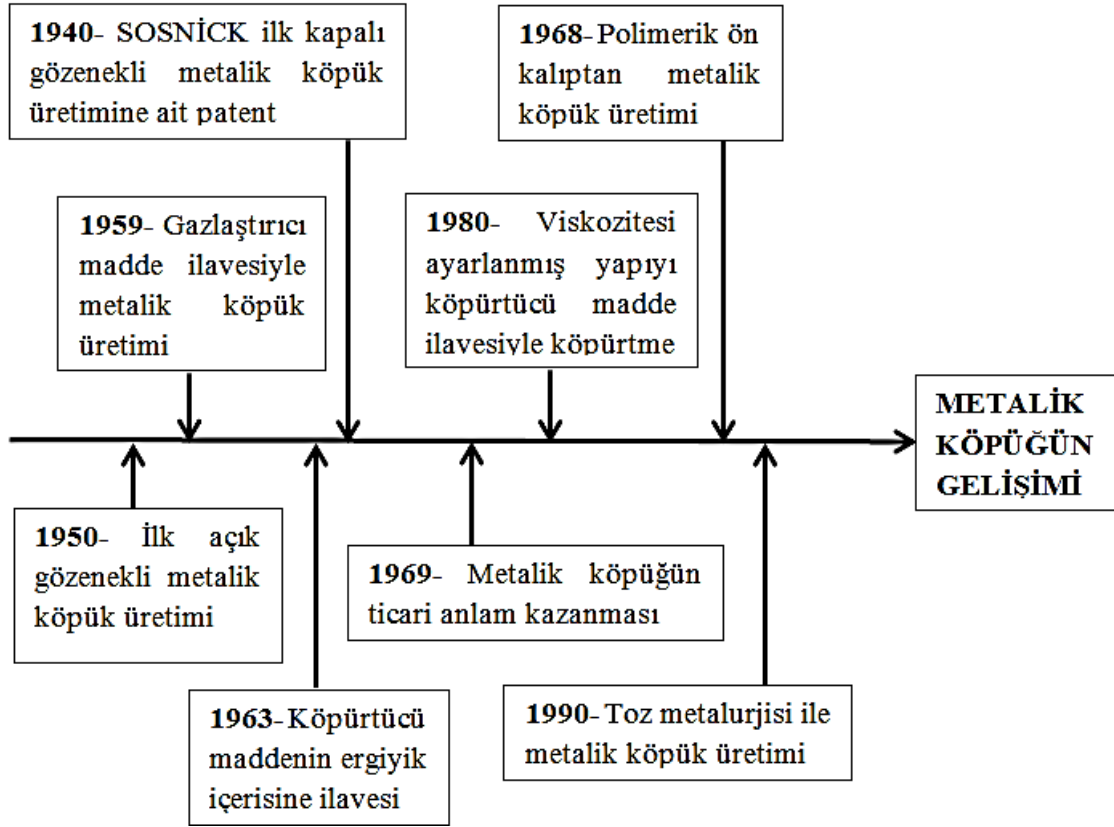 1940- SOSNİCK ilk kapalı
gözenekli metalik köpük
üretimine ait patent
1968- Polimerik ön
kalıptan metalik
köpük üretimi
1959- Gazlaştırıcı
madde ilavesiyle
metalik köpük
üretimi
1980- Viskozitesi
ayarlanmış yapıyı
köpürtücü madde
ilavesiyle köpürtme
METALİK
KÖPÜĞÜN
GELİŞİMİ
1950- İlk açık
gözenekli metalik
köpük üretimi
1969- Metalik köpüğün
ticari anlam kazanması
1963- Köpürtücü
maddenin ergiyik
içerisine ilavesi
1990- Toz metalurjisi ile
metalik köpük üretimi